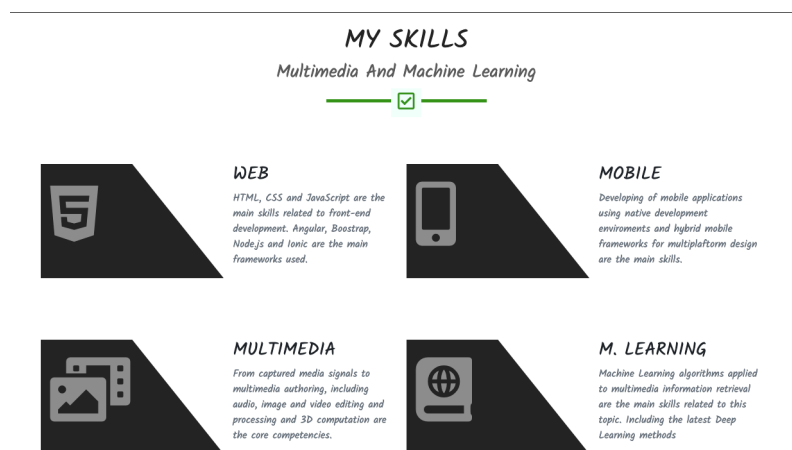 MY SKILLS
Multimedia And Machine Learning
WEB
HTML, CSS and JavaScript are the
main skills related to front-end
development. Angular, Boostrap,
Node.js and Ionic are the main
frameworks used.
MOBILE
Developing of mobile applications
using native development
enviroments and hybrid mobile
frameworks for multiplaftorm design
are the main skills.
MULTIMEDIA
From captured media signals to
multimedia authoring, including
audio, image and video editing and
processing and 3D computation are
the core competencies.
M. LEARNING
Machine Learning algorithms applied
to multimedia information retrieval
are the main skills related to this
topic. Including the latest Deep
Learning methods